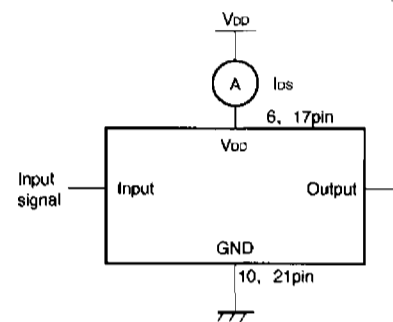 VDD
A IDS
6, 17pin
VDD
Input signal
Input
Output
GND
10, 21pin